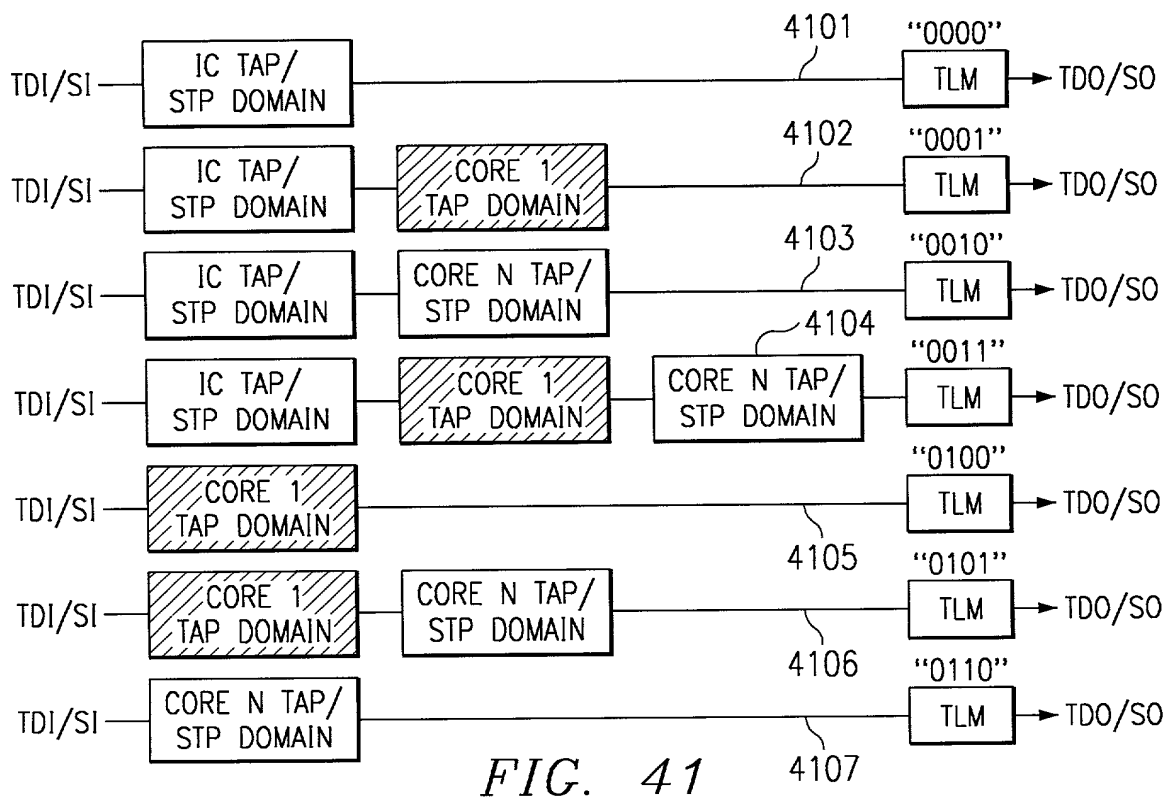 4101 "0000"
TDI/SI IC TAP/ STP DOMAIN TLM TDO/SO
4102 "0001"
TDI/SI IC TAP/ STP DOMAIN CORE 1 TAP DOMAIN TLM TDO/SO
4103 "0010"
TDI/SI IC TAP/ STP DOMAIN CORE N TAP/ STP DOMAIN TLM TDO/SO
4104 "0011"
TDI/SI IC TAP/ STP DOMAIN CORE 1 TAP DOMAIN CORE N TAP/ STP DOMAIN TLM TDO/SO
"0100"
TDI/SI CORE 1 TAP DOMAIN TLM TDO/SO
4105 "0101"
TDI/SI CORE 1 TAP DOMAIN CORE N TAP/ STP DOMAIN TLM TDO/SO
4106 "0110"
TDI/SI CORE N TAP/ STP DOMAIN TLM TDO/SO
4107
FIG. 41